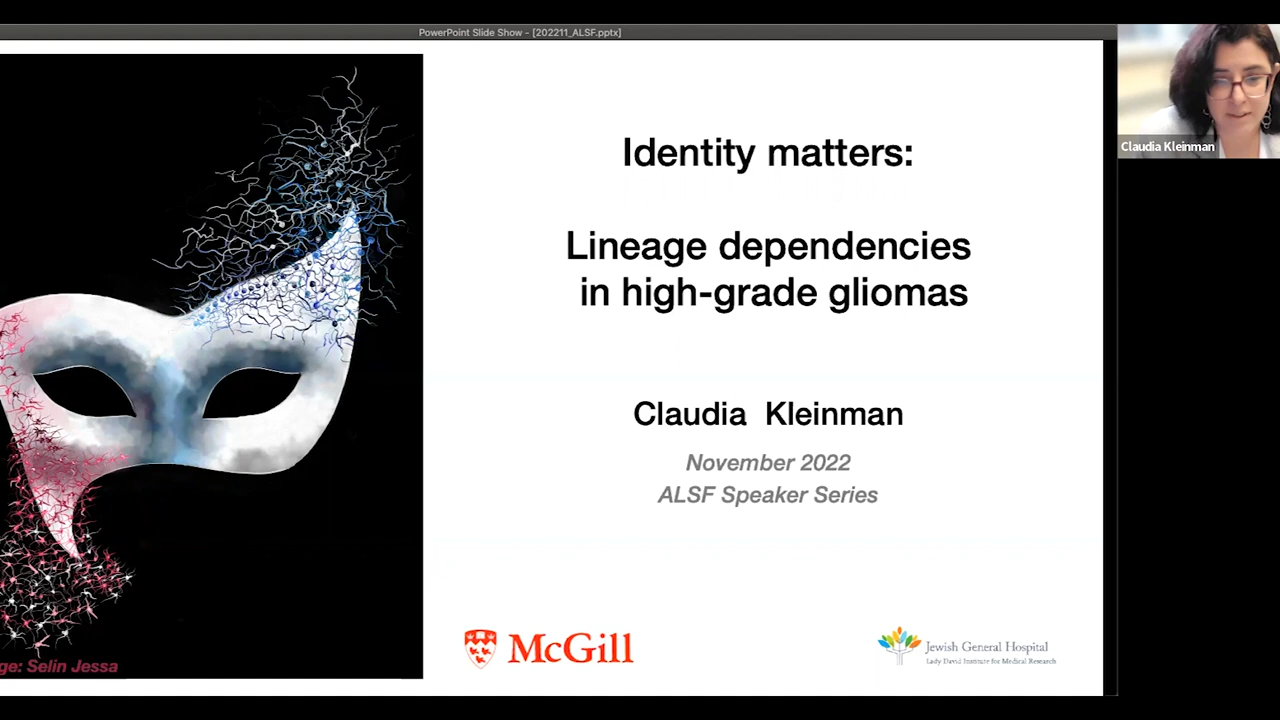 PowerPoint Slide Show - [202211_ALSF.pptx]
Claudia Kleinman
Identity matters:
Lineage dependencies
in high-grade gliomas
Claudia Kleinman
November 2022
ALSF Speaker Series
McGill
Jewish General Hospital
Lady David Institute for Medical Research
ge: Selin Jessa